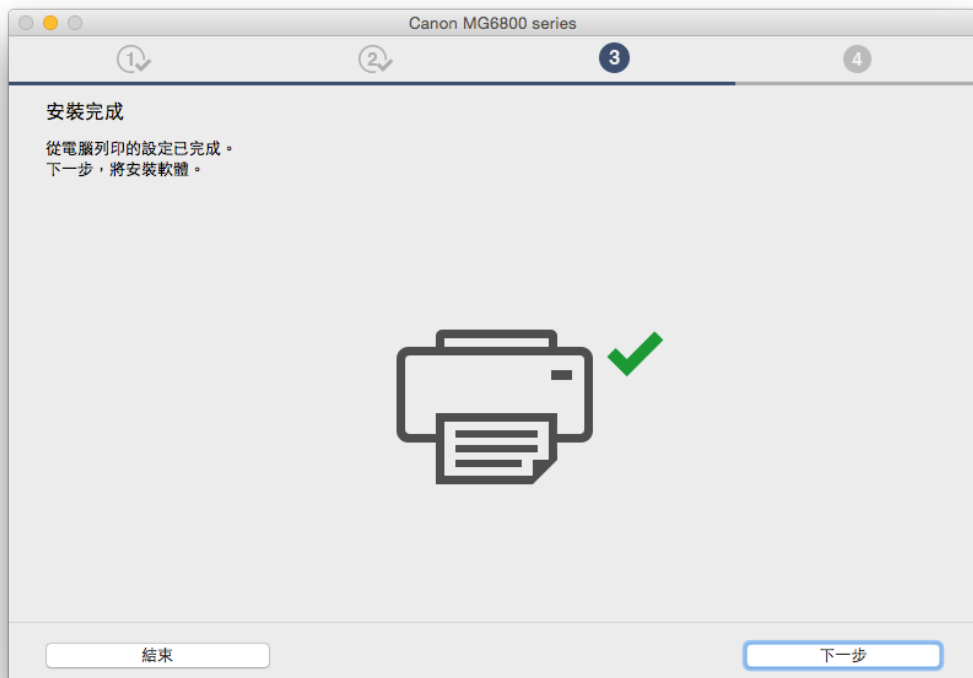 Canon MG6800 series
1 2 3 4
安裝完成
從電腦列印的設定已完成。
下一步，將安裝軟體。
結束 下一步